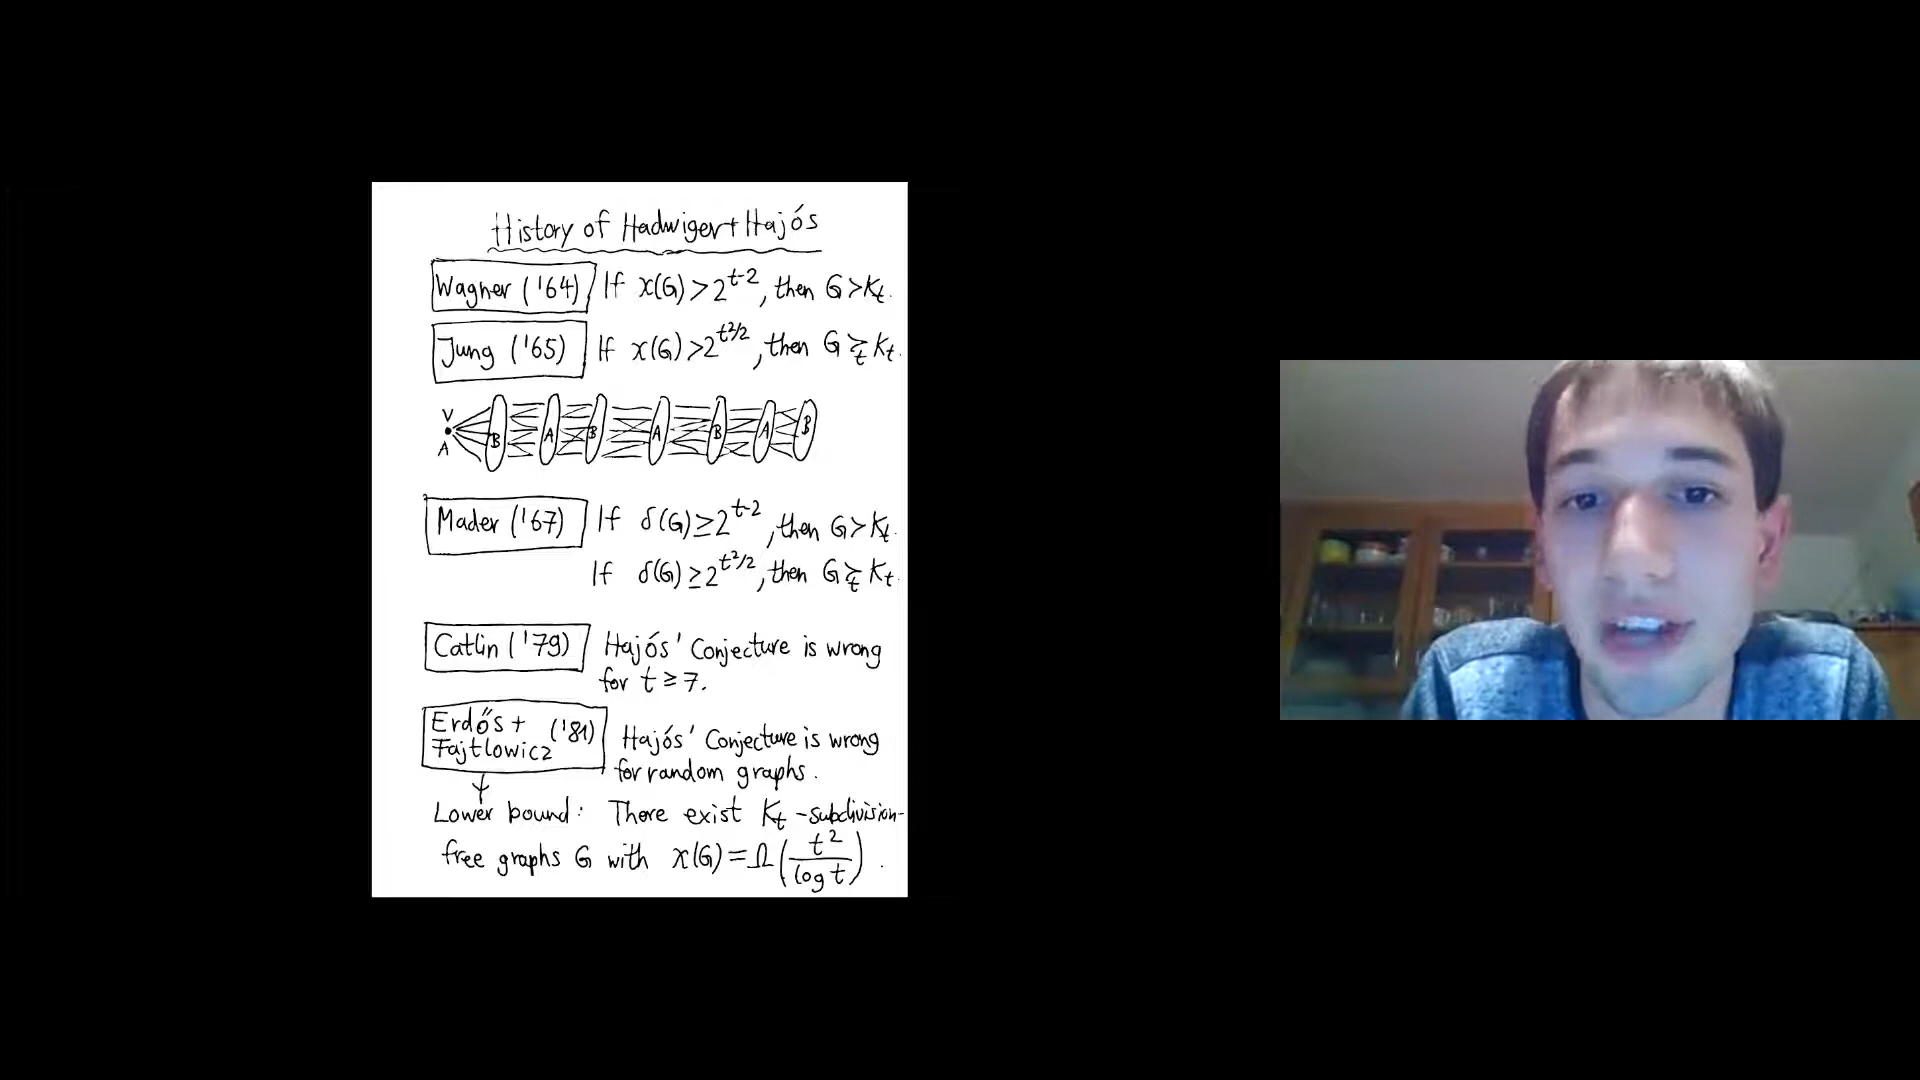 History of Hadwiger + Hajós
Wagner ('64) If χ(G) > 2^{t-2}, then G > K_t.
Jung ('65) If χ(G) > 2^{t²/2}, then G ≥_t K_t.
V
A B A B A B A B
Mader ('67) If δ(G) ≥ 2^{t-2}, then G > K_t.
If δ(G) ≥ 2^{t²/2}, then G ≥_t K_t.
Catlin ('79) Hajós' Conjecture is wrong
for t ≥ 7.
Erdős + Fajtlowicz ('81) Hajós' Conjecture is wrong
for random graphs.
Lower bound: There exist K_t-subdivision-
free graphs G with χ(G) = Ω(t²/log t).